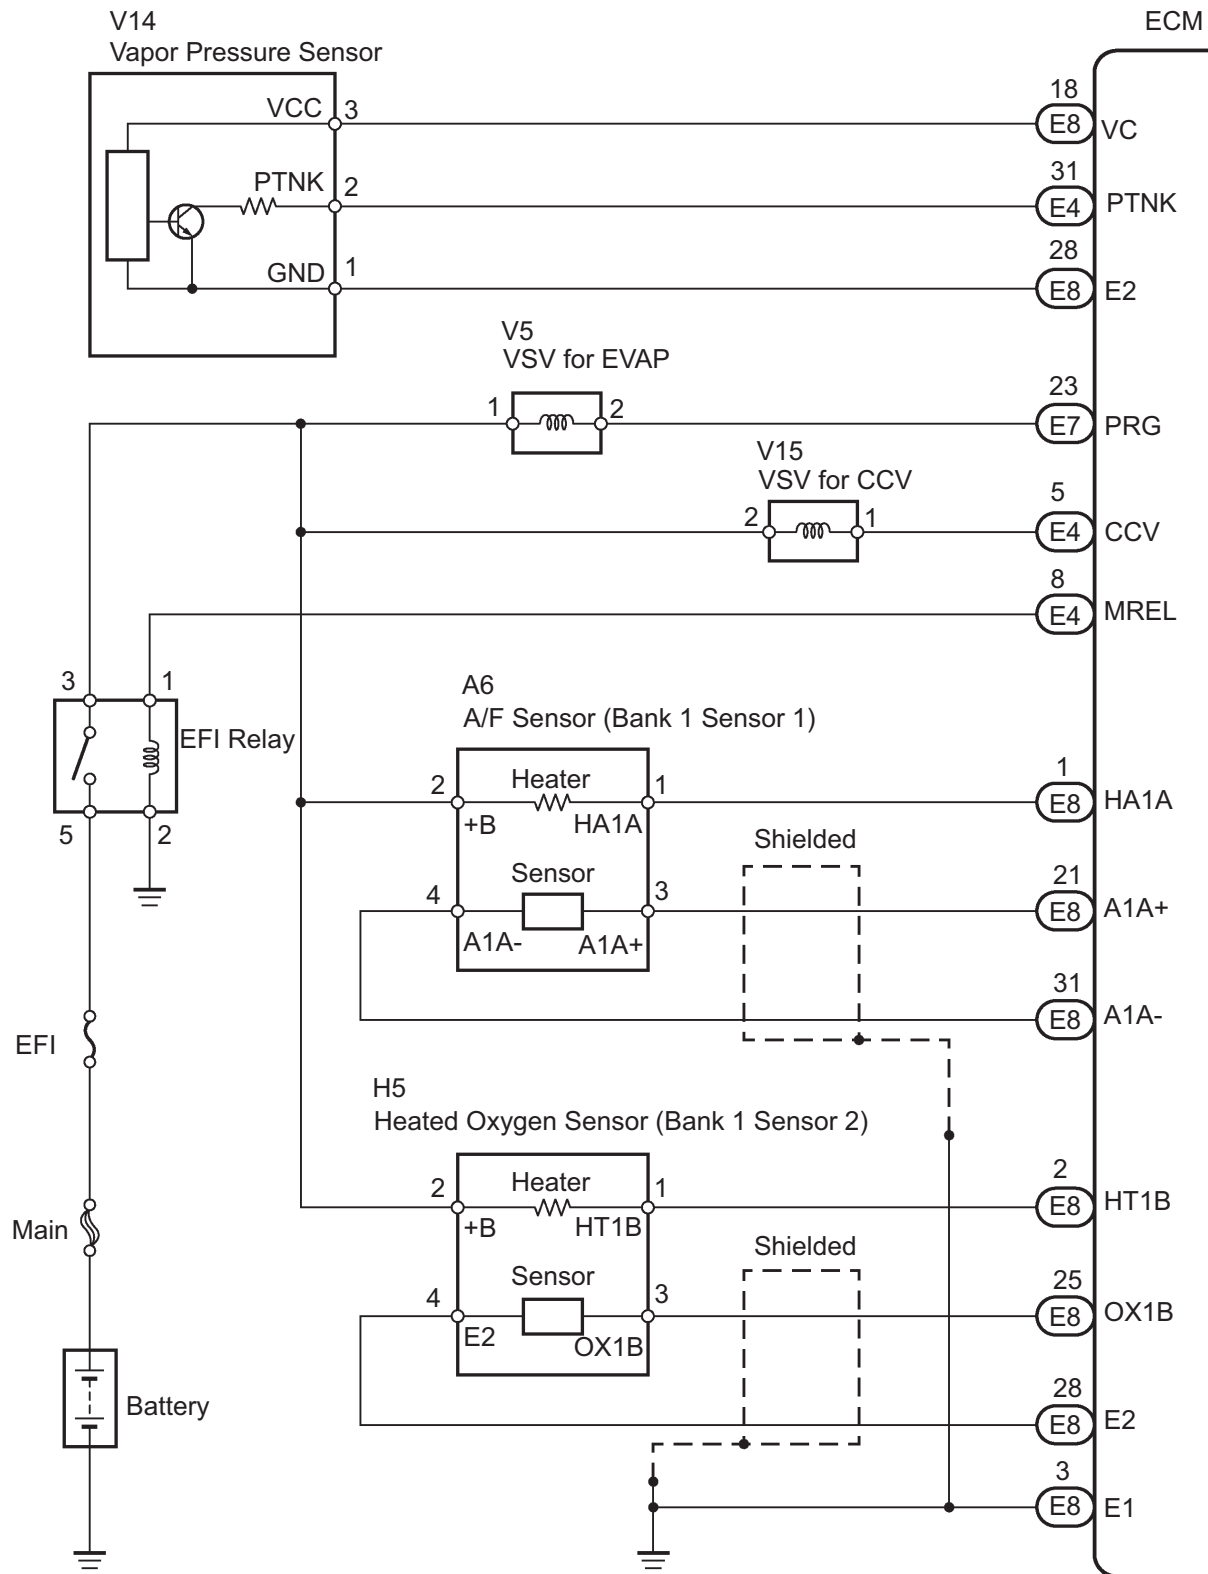 V14
Vapor Pressure Sensor
ECM
VCC
3
18
E8
VC
PTNK
2
31
E4
PTNK
GND
1
28
E8
E2
V5
VSV for EVAP
1
2
23
E7
PRG
V15
VSV for CCV
2
1
5
E4
CCV
8
E4
MREL
3
1
EFI Relay
5
2
A6
A/F Sensor (Bank 1 Sensor 1)
2
Heater
1
+B
HA1A
1
E8
HA1A
Shielded
4
Sensor
3
A1A-
A1A+
21
E8
A1A+
31
E8
A1A-
EFI
H5
Heated Oxygen Sensor (Bank 1 Sensor 2)
2
Heater
1
+B
HT1B
2
E8
HT1B
Main
Shielded
4
Sensor
3
E2
OX1B
25
E8
OX1B
Battery
28
E8
E2
3
E8
E1